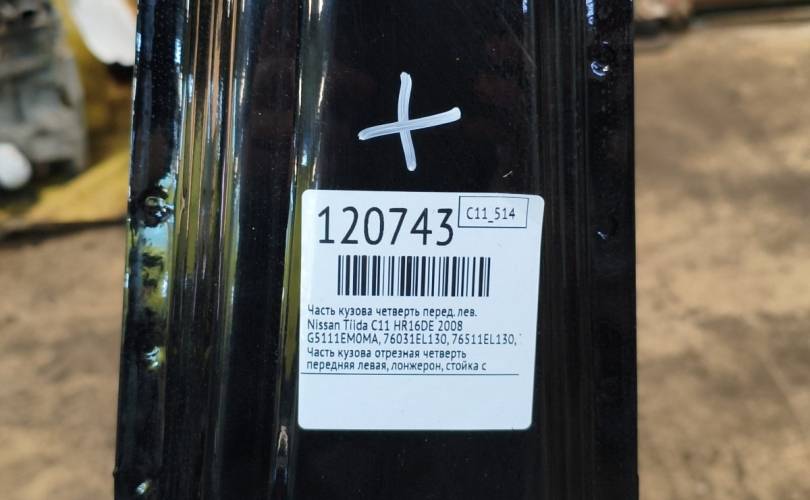 120743
C11_514
Часть кузова четверть перед. лев.
Nissan Tiida C11 HR16DE 2008
G5111EM0MA, 76031EL130, 76511EL130,
Часть кузова отрезная четверть
передняя левая, лонжерон, стойка с